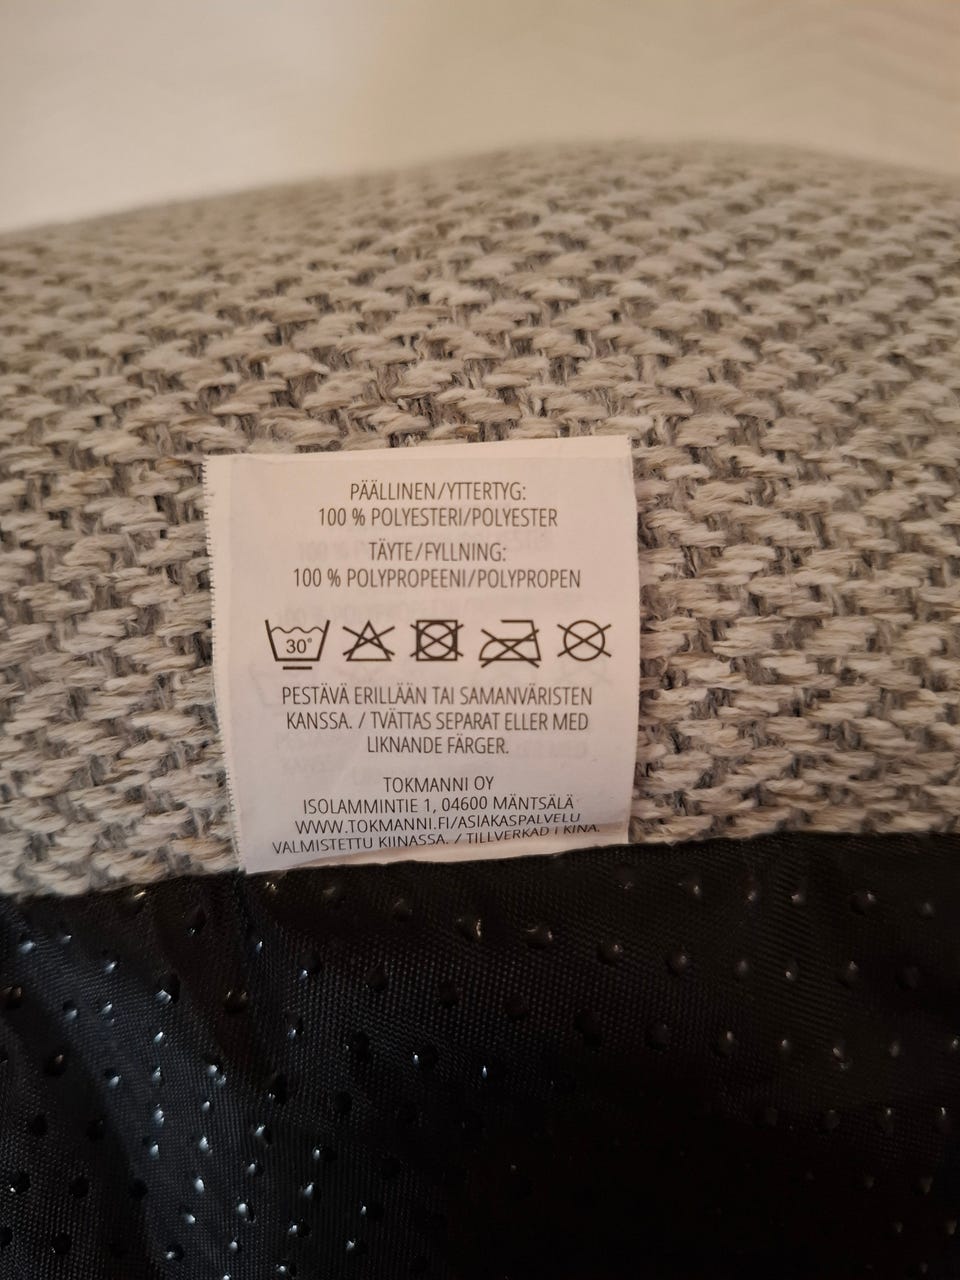 PÄÄLLINEN/YTTERTYG:
100 % POLYESTERI/POLYESTER
TÄYTE/FYLLNING:
100 % POLYPROPEENI/POLYPROPEN
30°
PESTÄVÄ ERILLÄÄN TAI SAMANVÄRISTEN
KANSSA. / TVÄTTAS SEPARAT ELLER MED
LIKNANDE FÄRGER.
TOKMANNI OY
ISOLAMMINTIE 1, 04600 MÄNTSÄLÄ
WWW.TOKMANNI.FI/ASIAKASPALVELU
VALMISTETTU KIINASSA. / TILLVERKAD I KINA.